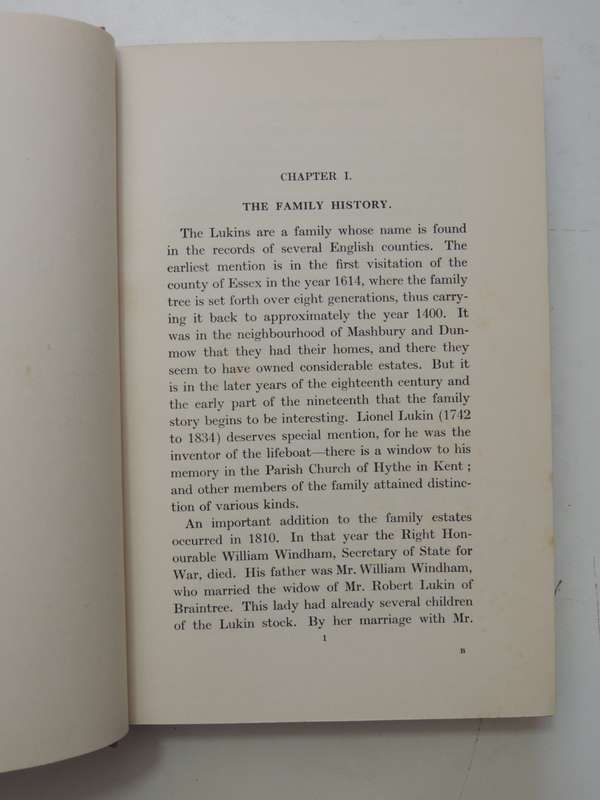 CHAPTER I.
THE FAMILY HISTORY.
The Lukins are a family whose name is found
in the records of several English counties. The
earliest mention is in the first visitation of the
county of Essex in the year 1614, where the family
tree is set forth over eight generations, thus carry-
ing it back to approximately the year 1400. It
was in the neighbourhood of Mashbury and Dun-
mow that they had their homes, and there they
seem to have owned considerable estates. But it
is in the later years of the eighteenth century and
the early part of the nineteenth that the family
story begins to be interesting. Lionel Lukin (1742
to 1834) deserves special mention, for he was the
inventor of the lifeboat—there is a window to his
memory in the Parish Church of Hythe in Kent;
and other members of the family attained distinc-
tion of various kinds.
An important addition to the family estates
occurred in 1810. In that year the Right Hon-
ourable William Windham, Secretary of State for
War, died. His father was Mr. William Windham,
who married the widow of Mr. Robert Lukin of
Braintree. This lady had already several children
of the Lukin stock. By her marriage with Mr.
1
B